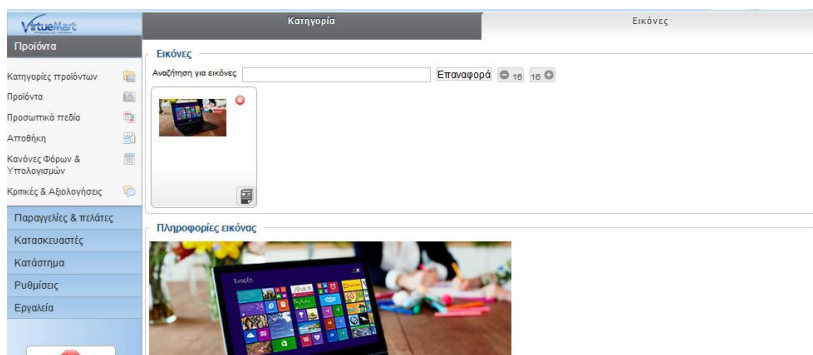 VirtueMart
Κατηγορία
Εικόνες
Προϊόντα
Κατηγορίες προϊόντων
Προϊόντα
Προσωπικά πεδία
Αποθήκη
Κανόνες Φόρων &
Υπολογισμών
Κριτικές & Αξιολογήσεις
Παραγγελίες & πελάτες
Κατασκευαστές
Κατάστημα
Ρυθμίσεις
Εργαλεία
Εικόνες
Αναζήτηση για εικόνες
Επαναφορά
16
16
Πληροφορίες εικόνας
Έναρξη